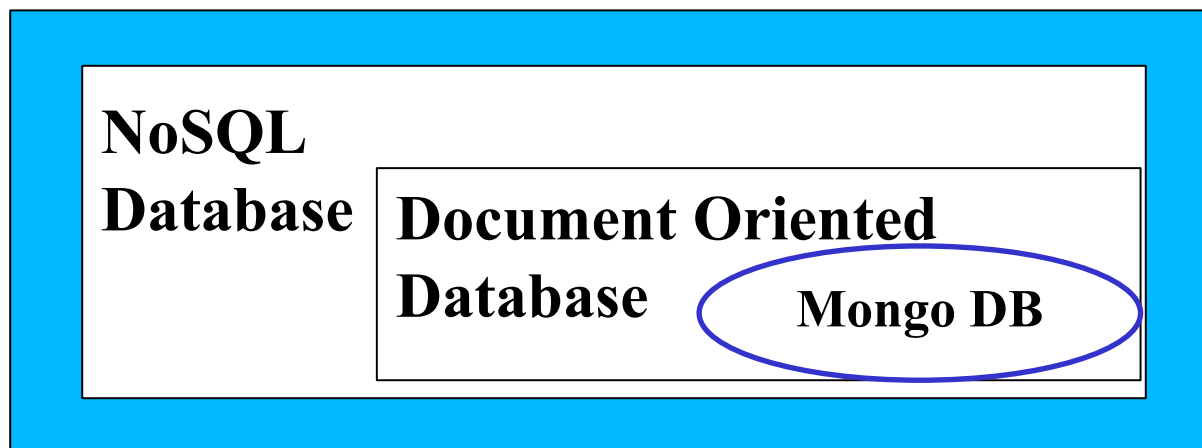 NoSQL
Database
Document Oriented
Database
Mongo DB